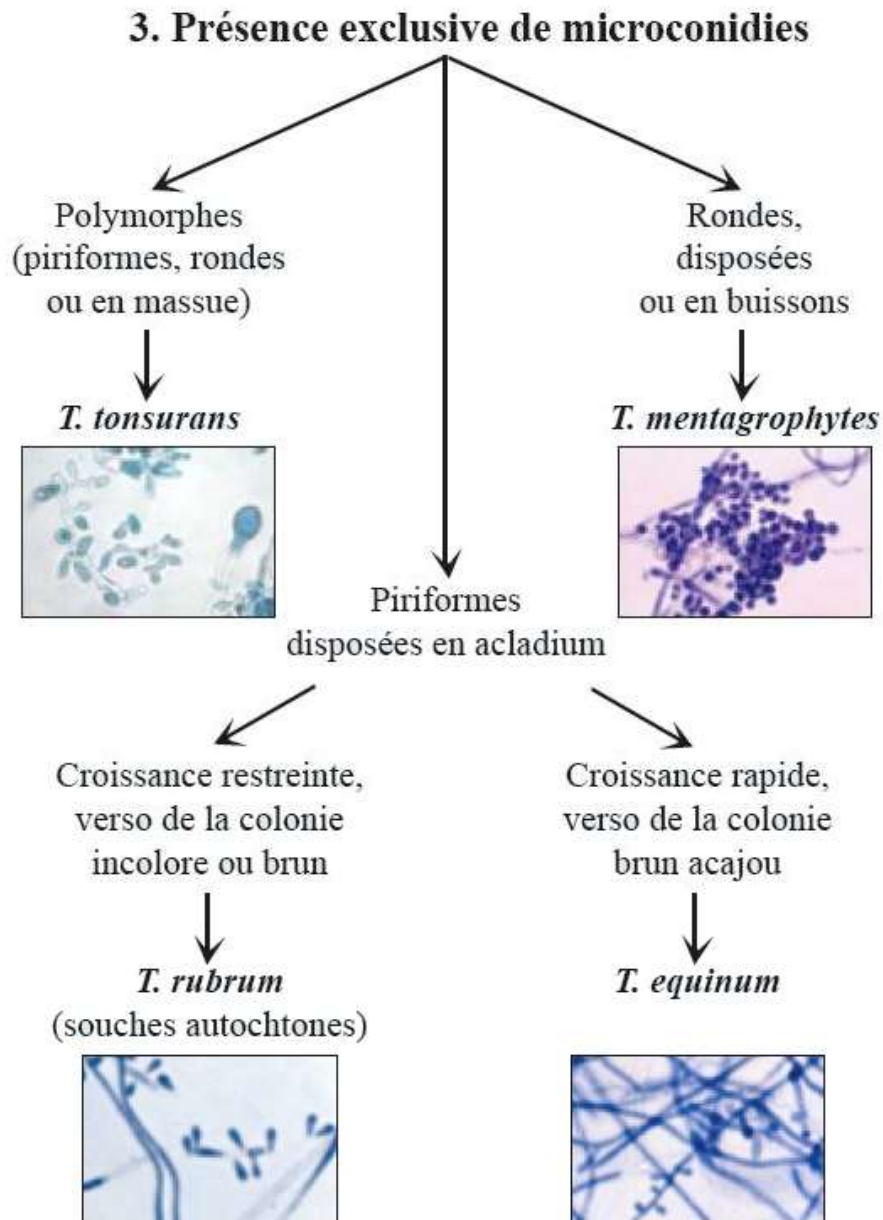 3. Présence exclusive de microconidies
Polymorphes
(piriformes, rondes
ou en massue)
T. tonsurans
Rondes,
disposées
ou en buissons
T. mentagrophytes
Piriformes
disposées en acladium
Croissance restreinte,
verso de la colonie
incolore ou brun
T. rubrum
(souches autochtones)
Croissance rapide,
verso de la colonie
brun acajou
T. equinum